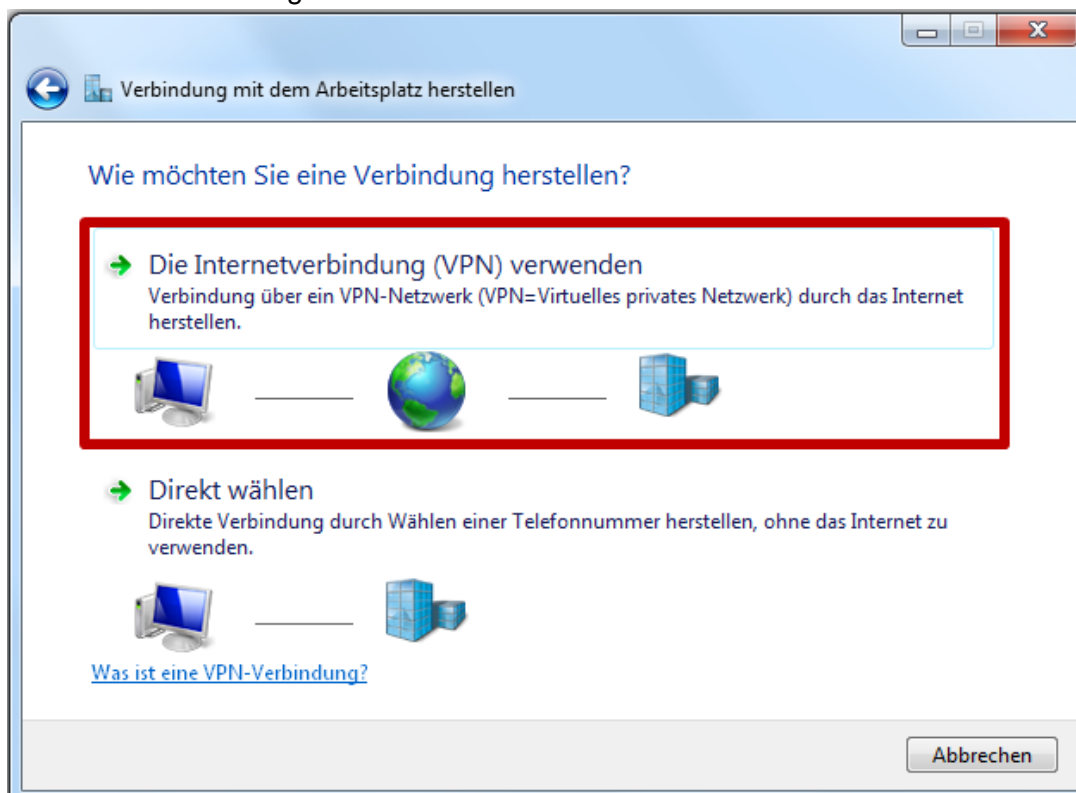 Verbindung mit dem Arbeitsplatz herstellen
Wie möchten Sie eine Verbindung herstellen?
Die Internetverbindung (VPN) verwenden
Verbindung über ein VPN-Netzwerk (VPN=Virtuelles privates Netzwerk) durch das Internet
herstellen.
Direkt wählen
Direkte Verbindung durch Wählen einer Telefonnummer herstellen, ohne das Internet zu
verwenden.
Was ist eine VPN-Verbindung?
Abbrechen